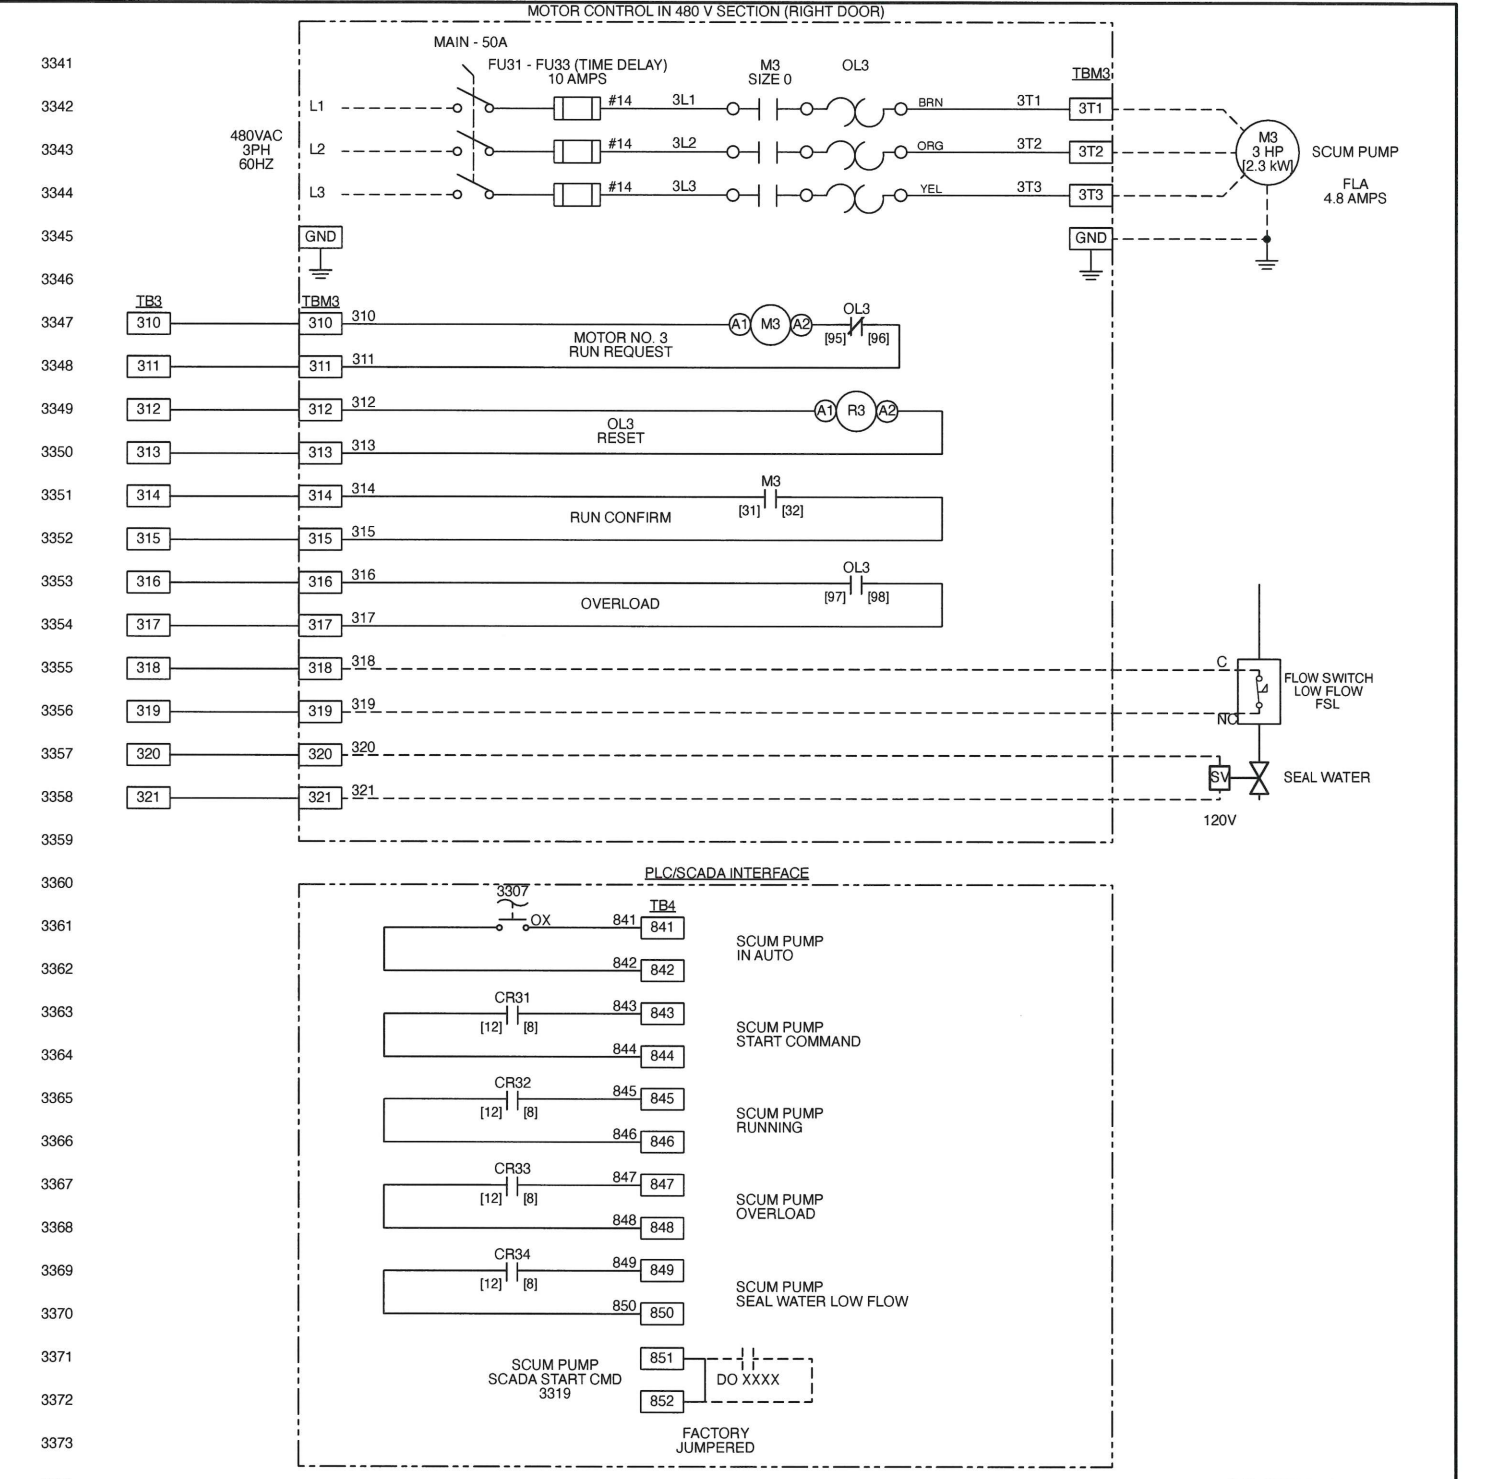 MOTOR CONTROL IN 480 V SECTION (RIGHT DOOR)
MAIN - 50A
3341
FU31 - FU33 (TIME DELAY)
10 AMPS
M3
SIZE 0
OL3
TBM3
3342
L1
#14
3L1
BRN
3T1
3T1
480VAC
3PH
60HZ
3343
L2
#14
3L2
ORG
3T2
3T2
M3
3 HP
[2.3 kW]
SCUM PUMP
FLA
4.8 AMPS
3344
L3
#14
3L3
YEL
3T3
3T3
3345
GND
GND
3346
TB3
TBM3
3347
310
310
310
A1
M3
A2
OL3
[95]
[96]
MOTOR NO. 3
RUN REQUEST
3348
311
311
311
3349
312
312
312
A1
R3
A2
OL3
RESET
3350
313
313
313
3351
314
314
314
M3
[31]
[32]
RUN CONFIRM
3352
315
315
315
3353
316
316
316
OL3
[97]
[98]
OVERLOAD
3354
317
317
317
3355
318
318
318
C
FLOW SWITCH
LOW FLOW
FSL
3356
319
319
319
NC
3357
320
320
320
SV
SEAL WATER
3358
321
321
321
120V
3359
PLC/SCADA INTERFACE
3360
3307
TB4
3361
OX
841
841
SCUM PUMP
IN AUTO
3362
842
842
3363
CR31
[12]
[8]
843
843
SCUM PUMP
START COMMAND
3364
844
844
3365
CR32
[12]
[8]
845
845
SCUM PUMP
RUNNING
3366
846
846
3367
CR33
[12]
[8]
847
847
SCUM PUMP
OVERLOAD
3368
848
848
3369
CR34
[12]
[8]
849
849
SCUM PUMP
SEAL WATER LOW FLOW
3370
850
850
3371
851
SCUM PUMP
SCADA START CMD
3319
DO XXXX
3372
852
3373
FACTORY
JUMPERED